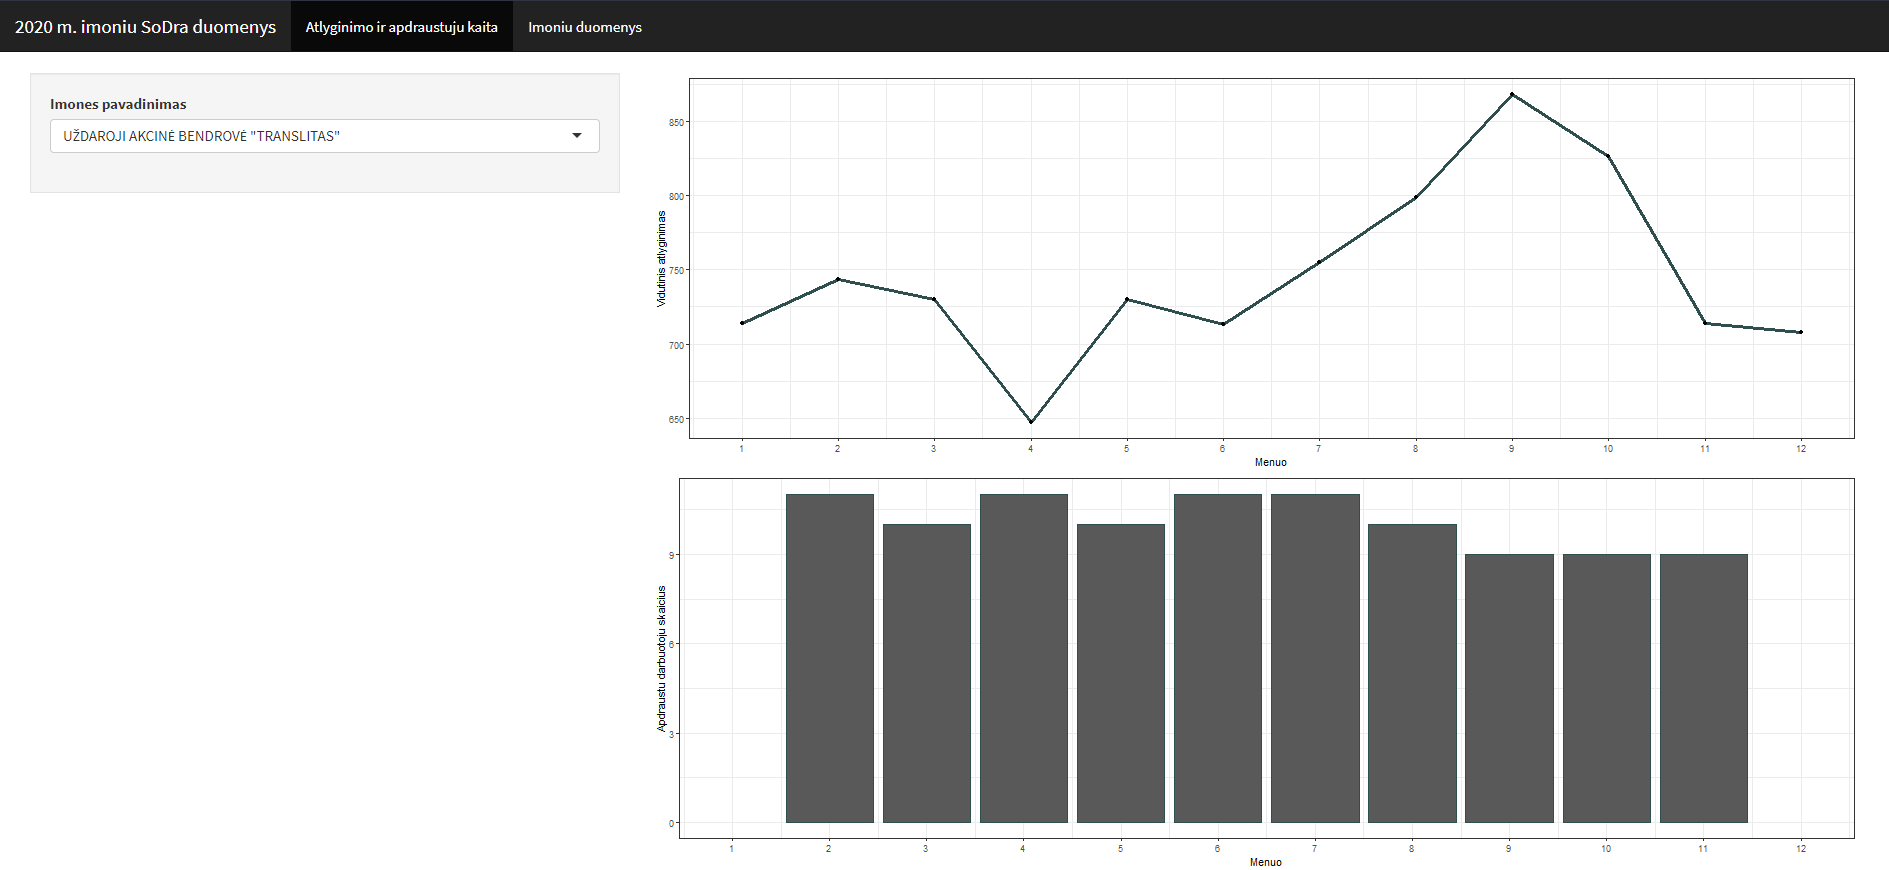 2020 m. imoniu SoDra duomenys Atlyginimo ir apdraustuju kaita Imoniu duomenys
Imones pavadinimas
UŽDAROJI AKCINĖ BENDROVĖ "TRANSLITAS"
Vidutinis atlyginimas
850
800
750
700
650
1 2 3 4 5 6 7 8 9 10 11 12
Menuo
Apdraustu darbuotoju skaicius
9
6
3
0
1 2 3 4 5 6 7 8 9 10 11 12
Menuo